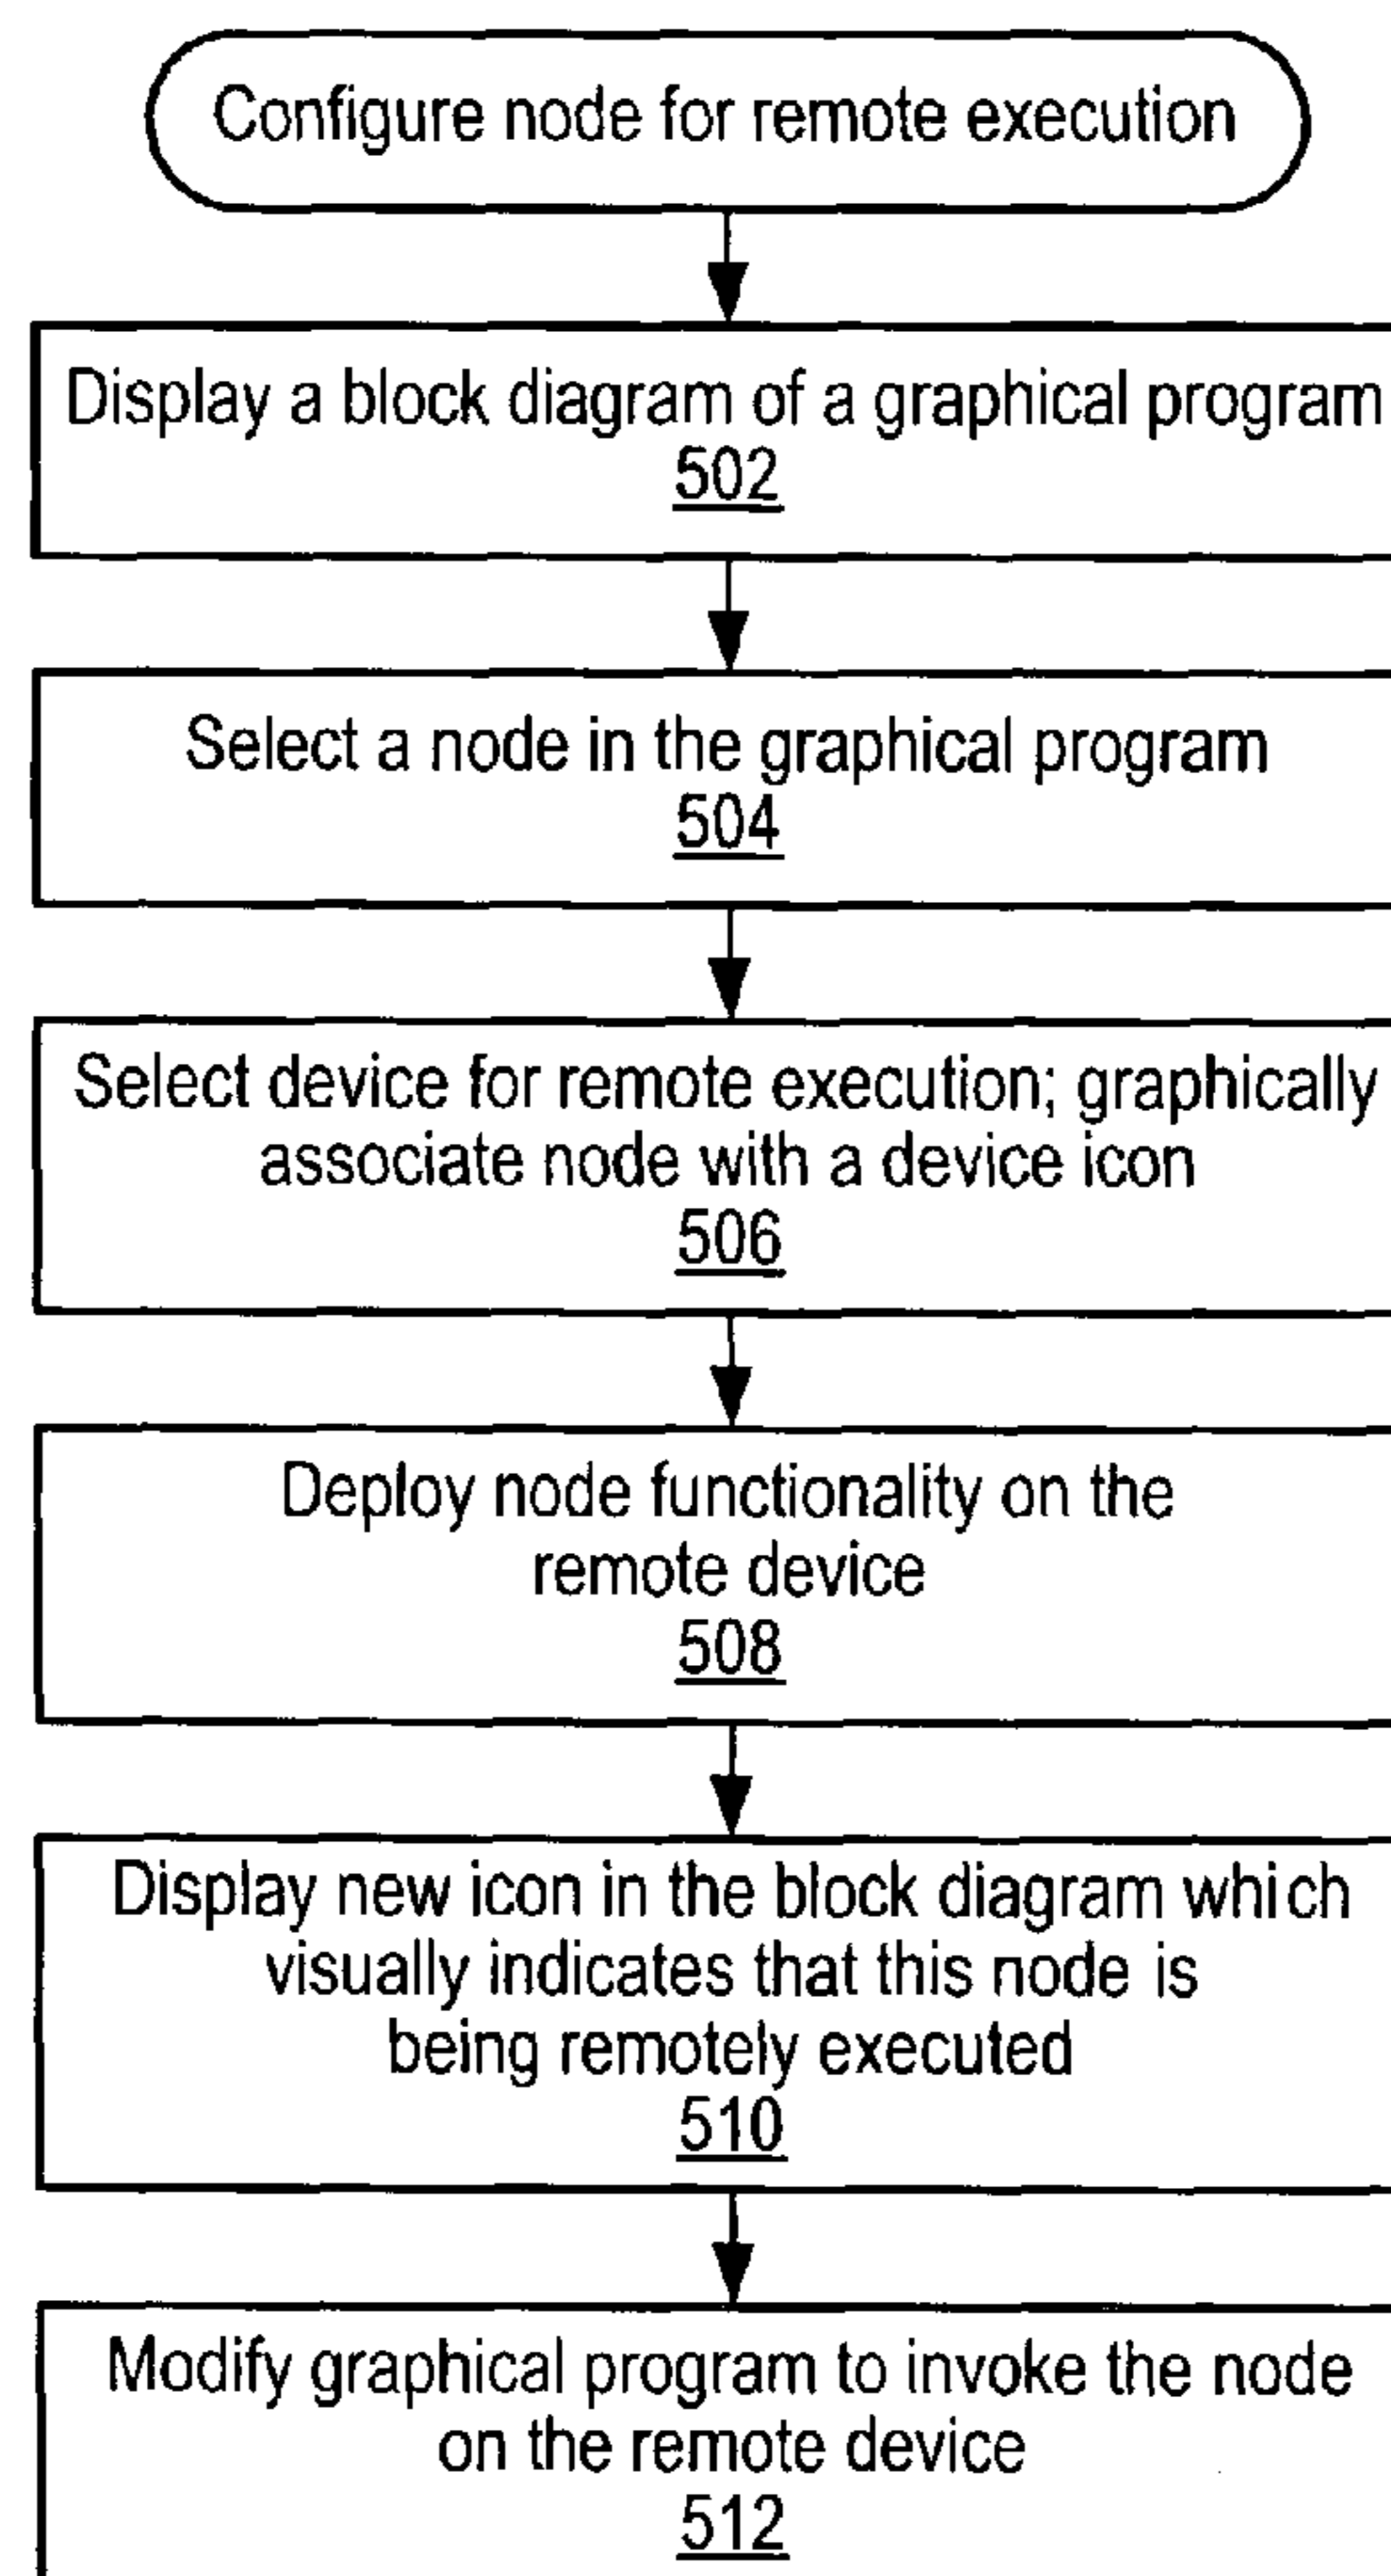 Configure node for remote execution
Display a block diagram of a graphical program
502
Select a node in the graphical program
504
Select device for remote execution; graphically
associate node with a device icon
506
Deploy node functionality on the
remote device
508
Display new icon in the block diagram which
visually indicates that this node is
being remotely executed
510
Modify graphical program to invoke the node
on the remote device
512